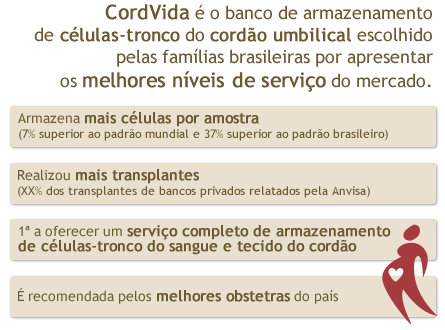 CordVida é o banco de armazenamento
de células-tronco do cordão umbilical escolhido
pelas famílias brasileiras por apresentar
os melhores níveis de serviço do mercado.
Armazena mais células por amostra
(7% superior ao padrão mundial e 37% superior ao padrão brasileiro)
Realizou mais transplantes
(XX% dos transplantes de bancos privados relatados pela Anvisa)
1ª a oferecer um serviço completo de armazenamento
de células-tronco do sangue e tecido do cordão
É recomendada pelos melhores obstetras do país